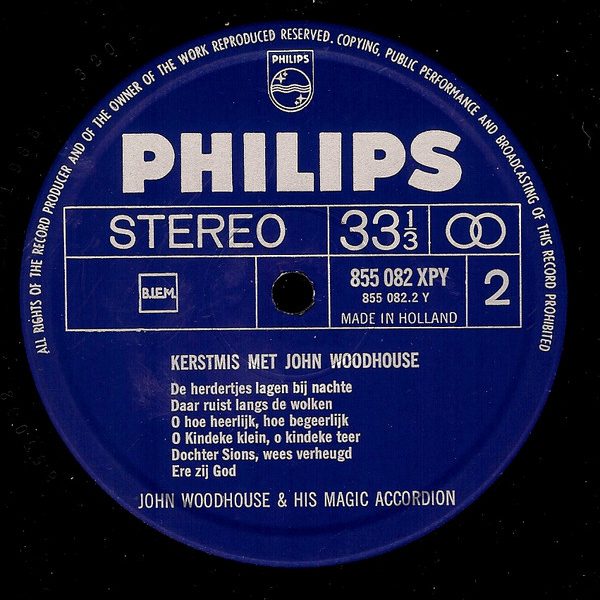 ALL RIGHTS OF THE RECORD PRODUCER AND OF THE OWNER OF THE WORK REPRODUCED RESERVED. COPYING, PUBLIC PERFORMANCE AND BROADCASTING OF THIS RECORD PROHIBITED
PHILIPS
PHILIPS
STEREO
33 1/3
B.I.E.M.
855 082 XPY
855 082.2 Y
MADE IN HOLLAND
2
KERSTMIS MET JOHN WOODHOUSE
De herdertjes lagen bij nachte
Daar ruist langs de wolken
O hoe heerlijk, hoe begeerlijk
O Kindeke klein, o kindeke teer
Dochter Sions, wees verheugd
Ere zij God
JOHN WOODHOUSE & HIS MAGIC ACCORDION